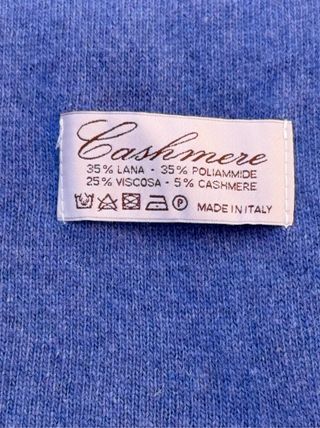 Cashmere
35% LANA - 35% POLIAMMIDE
25% VISCOSA - 5% CASHMERE
P MADE IN ITALY